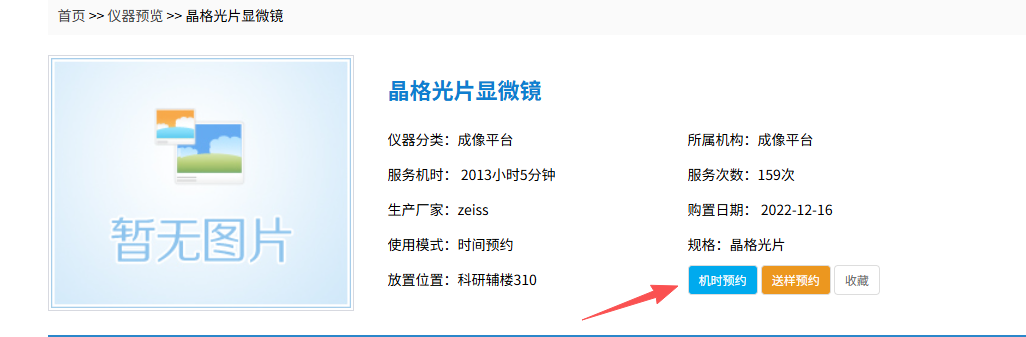 首页 >> 仪器预览 >> 晶格光片显微镜
晶格光片显微镜
仪器分类：成像平台 所属机构：成像平台
服务机时： 2013小时5分钟 服务次数：159次
生产厂家：zeiss 购置日期： 2022-12-16
使用模式：时间预约 规格：晶格光片
放置位置：科研辅楼310 机时预约 送样预约 收藏
暂无图片